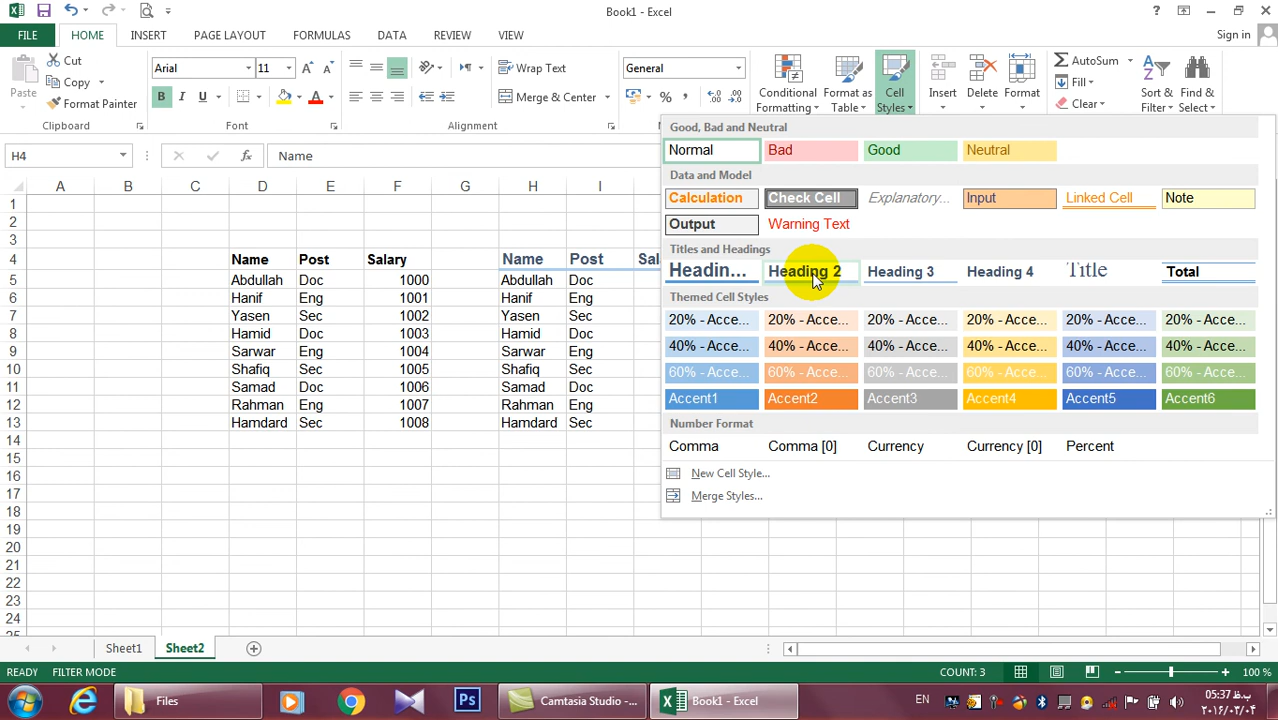 Book1 - Excel
FILE HOME INSERT PAGE LAYOUT FORMULAS DATA REVIEW VIEW Sign in
Cut
Copy
Format Painter
Paste
Clipboard
Arial 11
B I U
Font
Wrap Text
Merge & Center
Alignment
General
Conditional Formatting
Format as Table
Cell Styles
Insert Delete Format
AutoSum
Fill
Clear
Sort & Filter
Find & Select
H4 fx Name
A B C D E F G H I
1
2
3
4 Name Post Salary Name Post Sal
5 Abdullah Doc 1000 Abdullah Doc
6 Hanif Eng 1001 Hanif Eng
7 Yasen Sec 1002 Yasen Sec
8 Hamid Doc 1003 Hamid Doc
9 Sarwar Eng 1004 Sarwar Eng
10 Shafiq Sec 1005 Shafiq Sec
11 Samad Doc 1006 Samad Doc
12 Rahman Eng 1007 Rahman Eng
13 Hamdard Sec 1008 Hamdard Sec
14
15
16
17
18
19
20
21
22
23
24
25
Good, Bad and Neutral
Normal Bad Good Neutral
Data and Model
Calculation Check Cell Explanatory... Input Linked Cell Note
Output Warning Text
Titles and Headings
Headin... Heading 2 Heading 3 Heading 4 Title Total
Themed Cell Styles
20% - Acce... 20% - Acce... 20% - Acce... 20% - Acce... 20% - Acce... 20% - Acce...
40% - Acce... 40% - Acce... 40% - Acce... 40% - Acce... 40% - Acce... 40% - Acce...
60% - Acce... 60% - Acce... 60% - Acce... 60% - Acce... 60% - Acce... 60% - Acce...
Accent1 Accent2 Accent3 Accent4 Accent5 Accent6
Number Format
Comma Comma [0] Currency Currency [0] Percent
New Cell Style...
Merge Styles...
Sheet1 Sheet2
READY FILTER MODE COUNT: 3 100 %
Files Ps Camtasia Studio -... Book1 - Excel EN 05:37 ب.ظ
۲۰۱۶/۰۲/۰۴